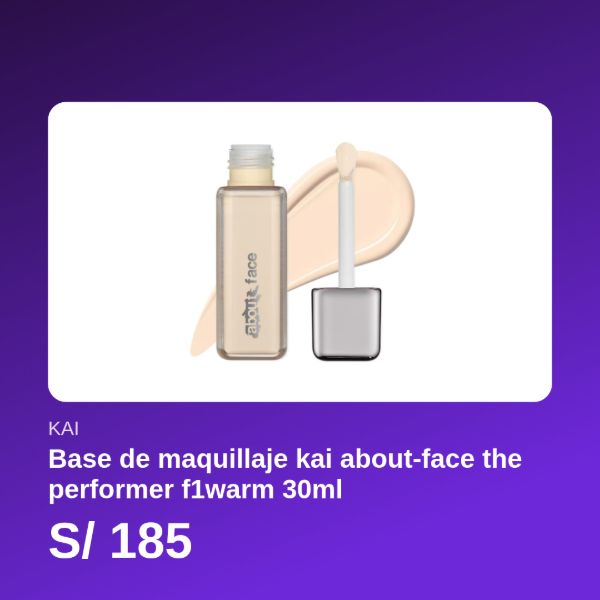 about-face
KAI
Base de maquillaje kai about-face the
performer f1warm 30ml
S/ 185